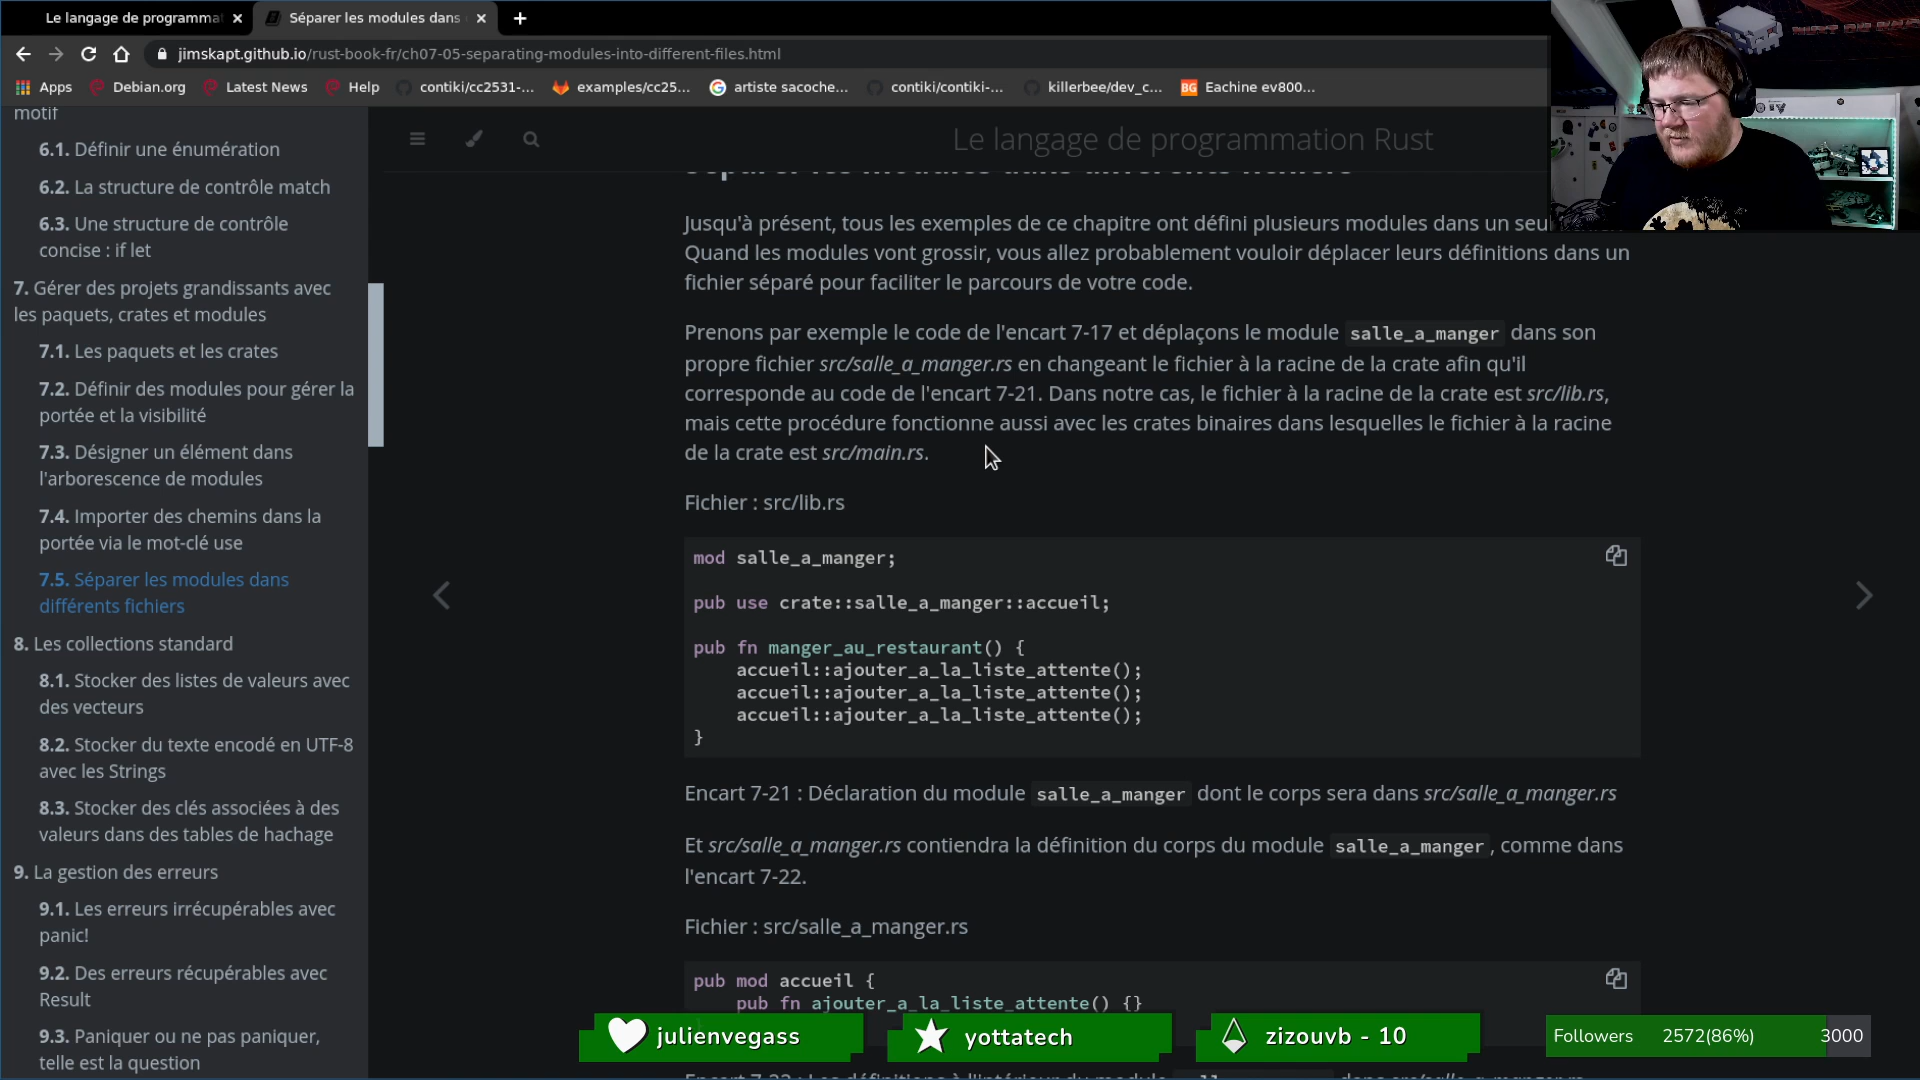 Le langage de programma
Séparer les modules dans
jimskapt.github.io/rust-book-fr/ch07-05-separating-modules-into-different-files.html
Apps
Debian.org
Latest News
Help
contiki/cc2531-...
examples/cc25...
artiste sacoche...
contiki/contiki-...
killerbee/dev_c...
Eachine ev800...
motif
6.1. Définir une énumération
6.2. La structure de contrôle match
6.3. Une structure de contrôle
concise : if let
7. Gérer des projets grandissants avec
les paquets, crates et modules
7.1. Les paquets et les crates
7.2. Définir des modules pour gérer la
portée et la visibilité
7.3. Désigner un élément dans
l'arborescence de modules
7.4. Importer des chemins dans la
portée via le mot-clé use
7.5. Séparer les modules dans
différents fichiers
8. Les collections standard
8.1. Stocker des listes de valeurs avec
des vecteurs
8.2. Stocker du texte encodé en UTF-8
avec les Strings
8.3. Stocker des clés associées à des
valeurs dans des tables de hachage
9. La gestion des erreurs
9.1. Les erreurs irrécupérables avec
panic!
9.2. Des erreurs récupérables avec
Result
9.3. Paniquer ou ne pas paniquer,
telle est la question
Le langage de programmation Rust
Séparer les modules dans différents fichiers
Jusqu'à présent, tous les exemples de ce chapitre ont défini plusieurs modules dans un seu
Quand les modules vont grossir, vous allez probablement vouloir déplacer leurs définitions dans un
fichier séparé pour faciliter le parcours de votre code.
Prenons par exemple le code de l'encart 7-17 et déplaçons le module salle_a_manger dans son
propre fichier src/salle_a_manger.rs en changeant le fichier à la racine de la crate afin qu'il
corresponde au code de l'encart 7-21. Dans notre cas, le fichier à la racine de la crate est src/lib.rs,
mais cette procédure fonctionne aussi avec les crates binaires dans lesquelles le fichier à la racine
de la crate est src/main.rs.
Fichier : src/lib.rs
mod salle_a_manger;
pub use crate::salle_a_manger::accueil;
pub fn manger_au_restaurant() {
accueil::ajouter_a_la_liste_attente();
accueil::ajouter_a_la_liste_attente();
accueil::ajouter_a_la_liste_attente();
}
Encart 7-21 : Déclaration du module salle_a_manger dont le corps sera dans src/salle_a_manger.rs
Et src/salle_a_manger.rs contiendra la définition du corps du module salle_a_manger, comme dans
l'encart 7-22.
Fichier : src/salle_a_manger.rs
pub mod accueil {
pub fn ajouter_a_la_liste_attente() {}
julienvegass
yottatech
zizouvb - 10
Followers 2572(86%) 3000